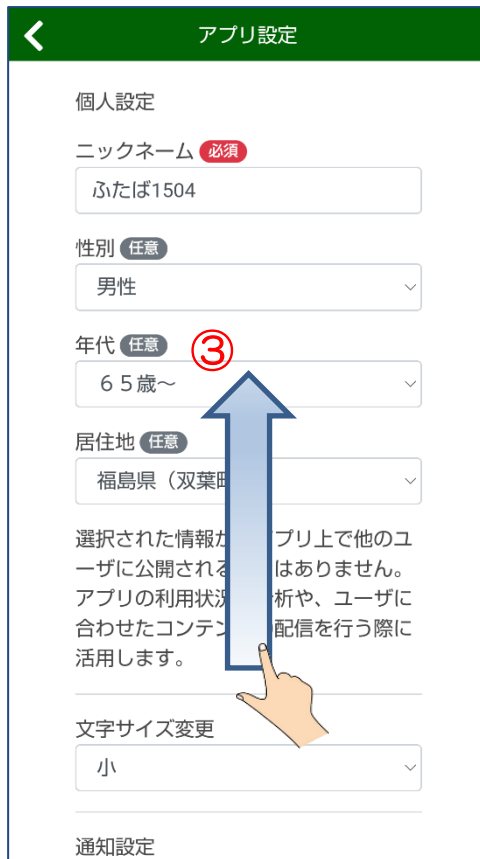 アプリ設定
個人設定
ニックネーム 必須
ふたば1504
性別 任意
男性
年代 任意 ③
６５歳～
居住地 任意
福島県（双葉
選択された情報が プリ上で他のユ
ーザに公開される はありません。
アプリの利用状況 析や、ユーザに
合わせたコンテン 配信を行う際に
活用します。
文字サイズ変更
小
通知設定